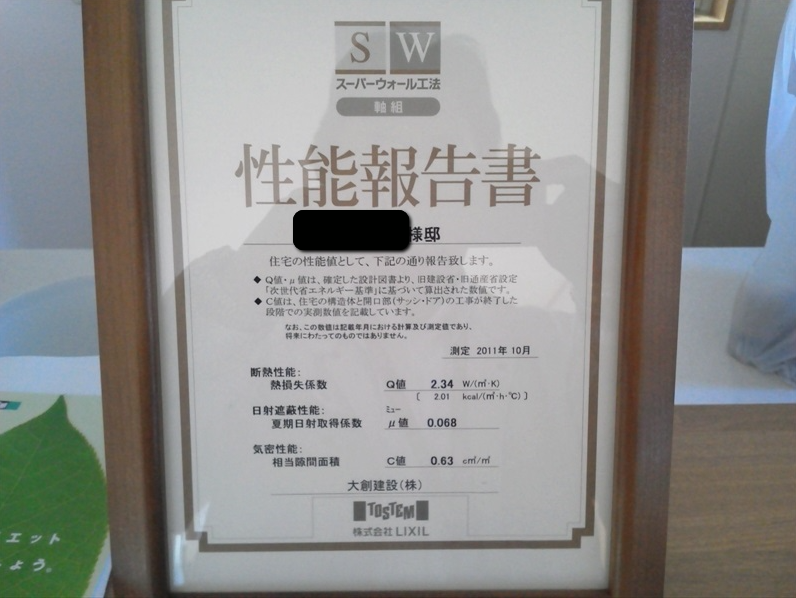 SW
スーパーウォール工法
軸組
性能報告書
様邸
住宅の性能値として、下記の通り報告致します。
◆ Q値・μ値は、確定した設計図書より、旧建設省・旧通産省設定
「次世代省エネルギー基準」に基づいて算出された数値です。
◆ C値は、住宅の構造体と開口部(サッシ・ドア)の工事が終了した
段階での実測数値を記載しています。
なお、この数値は記載年月における計算及び測定値であり、
将来にわたってのものではありません。
測定 2011年 10月
断熱性能:
熱損失係数 Q値 2.34 W/(㎡・K)
〔 2.01 kcal/(㎡・h・℃) 〕
日射遮蔽性能: ミュー
夏期日射取得係数 μ値 0.068
気密性能:
相当隙間面積 C値 0.63 c㎡/㎡
大創建設(株)
TOSTEM
株式会社 LIXIL
エット
ょう。